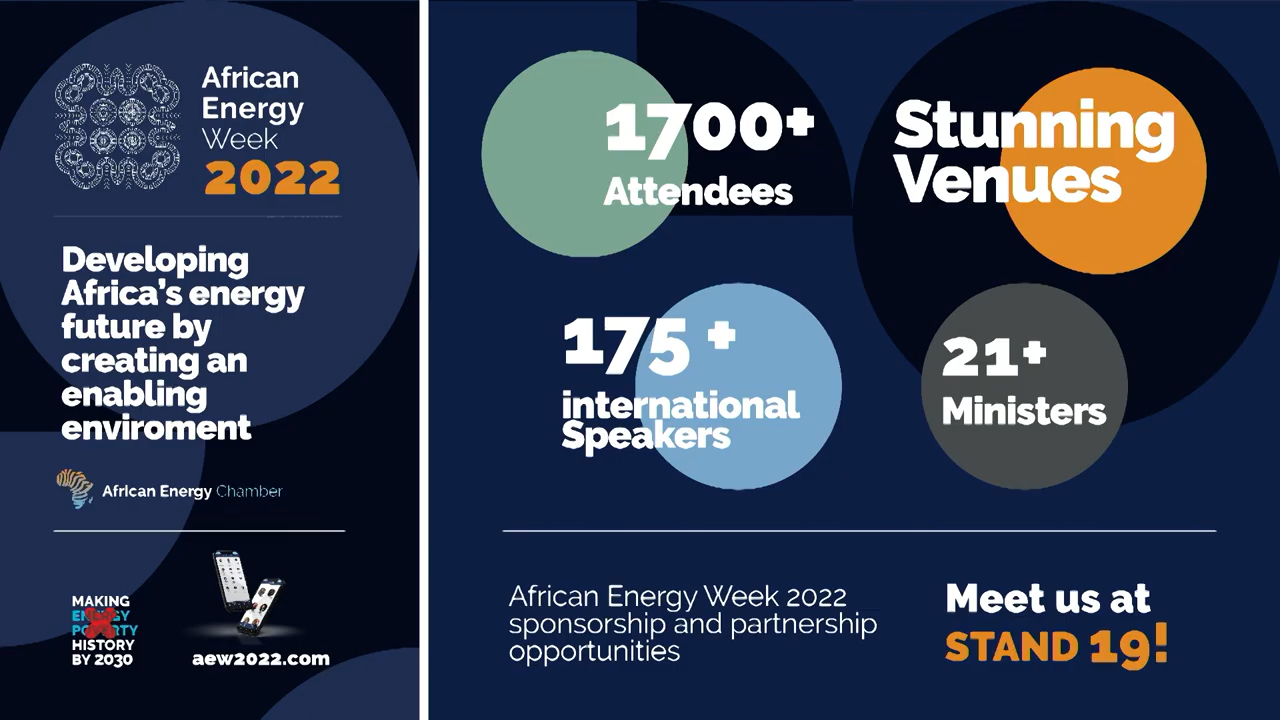 African
Energy
Week
2022
Developing
Africa's energy
future by
creating an
enabling
enviroment
African Energy Chamber
MAKING
ENERGY
POVERTY
HISTORY
BY 2030
aew2022.com
1700+
Attendees
Stunning
Venues
175 +
international
Speakers
21+
Ministers
African Energy Week 2022
sponsorship and partnership
opportunities
Meet us at
STAND 19!